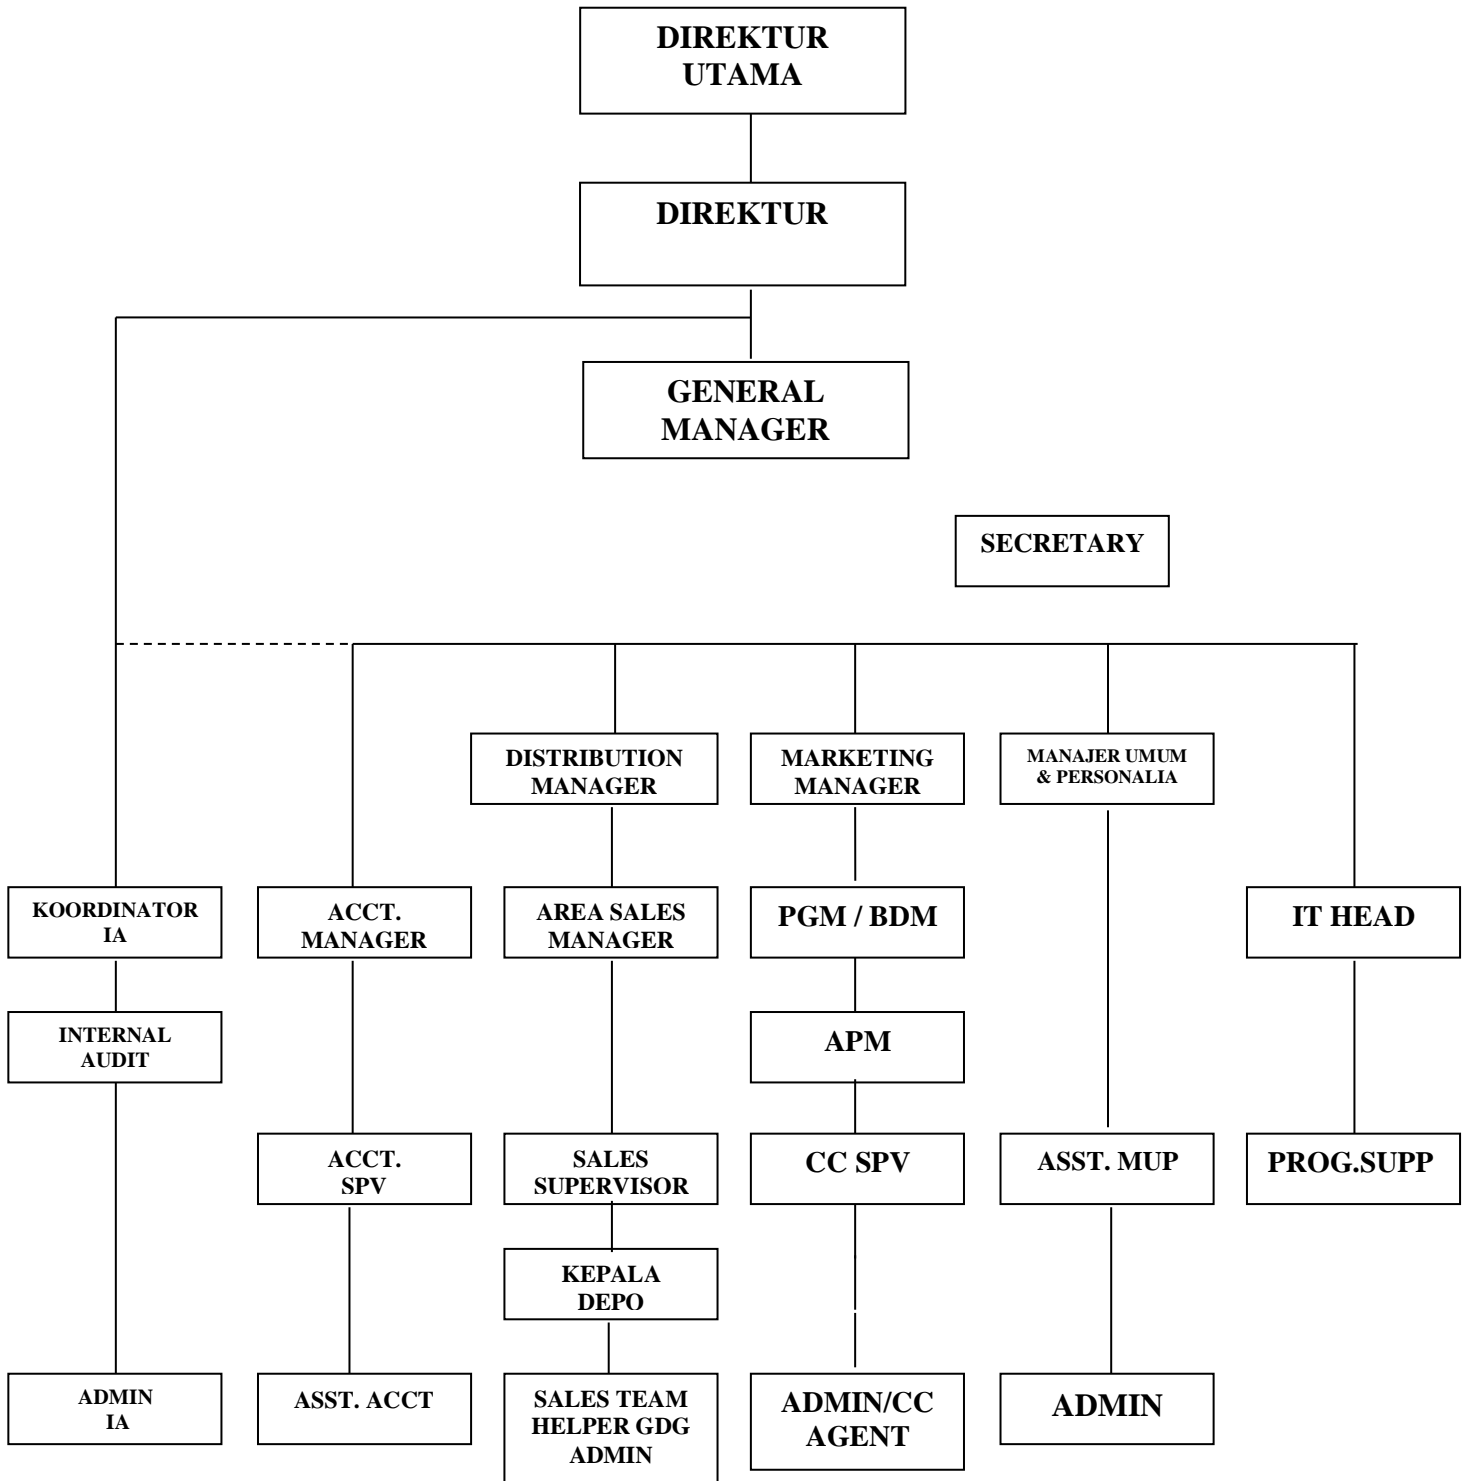 DIREKTUR
UTAMA
DIREKTUR
GENERAL
MANAGER
SECRETARY
DISTRIBUTION
MANAGER
MARKETING
MANAGER
MANAJER UMUM
& PERSONALIA
KOORDINATOR
IA
ACCT.
MANAGER
AREA SALES
MANAGER
PGM / BDM
IT HEAD
INTERNAL
AUDIT
APM
ACCT.
SPV
SALES
SUPERVISOR
CC SPV
ASST. MUP
PROG.SUPP
KEPALA
DEPO
ADMIN
IA
ASST. ACCT
SALES TEAM
HELPER GDG
ADMIN
ADMIN/CC
AGENT
ADMIN